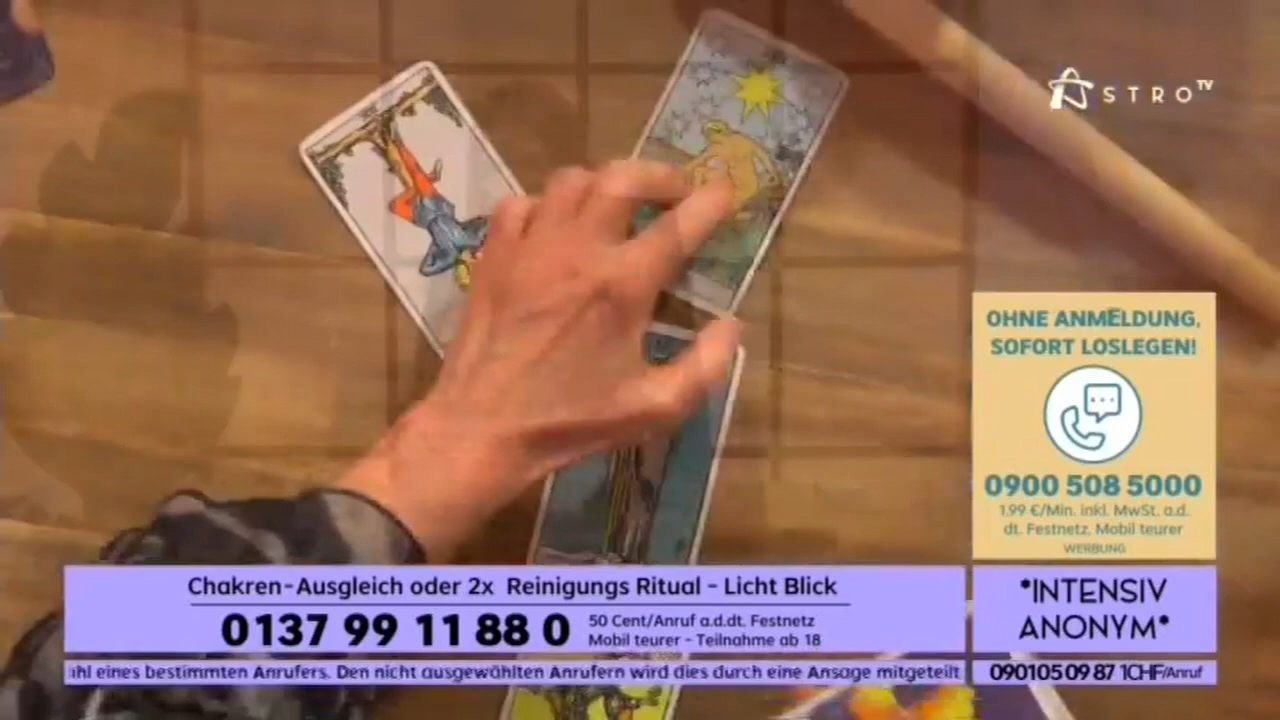 ASTRO TV
OHNE ANMELDUNG,
SOFORT LOSLEGEN!
0900 508 5000
1,99 €/Min. inkl. MwSt. a.d.
dt. Festnetz, Mobil teurer
WERBUNG
Chakren-Ausgleich oder 2x Reinigungs Ritual - Licht Blick
0137 99 11 88 0
50 Cent/Anruf a.d.dt. Festnetz
Mobil teurer - Teilnahme ab 18
*INTENSIV
ANONYM*
eines bestimmten Anrufers. Den nicht ausgewählten Anrufern wird dies durch eine Ansage mitgeteilt
090105 09 87 1CHF/Anruf